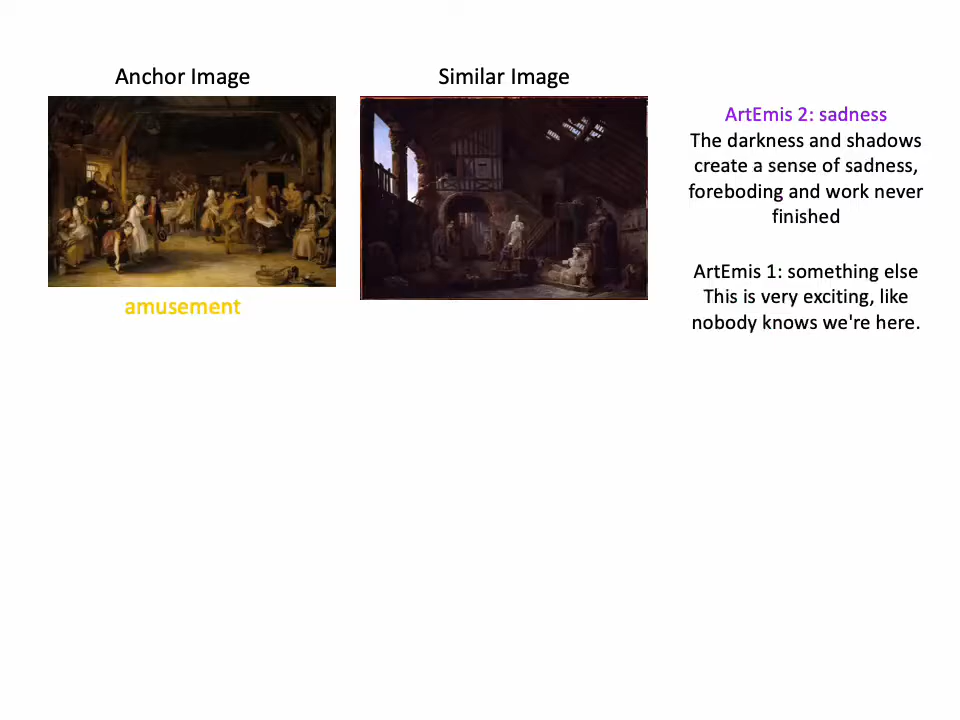 Anchor Image
Similar Image
amusement
ArtEmis 2: sadness
The darkness and shadows
create a sense of sadness,
foreboding and work never
finished
ArtEmis 1: something else
This is very exciting, like
nobody knows we're here.